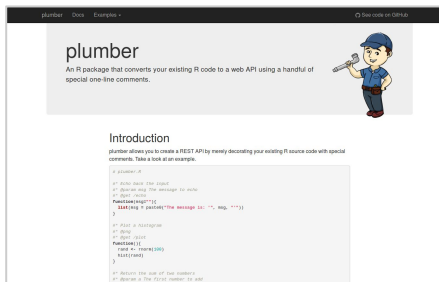 plumber Docs Examples See code on GitHub
plumber
An R package that converts your existing R code to a web API using a handful of
special one-line comments.
Introduction
plumber allows you to create a REST API by merely decorating your existing R source code with special
comments. Take a look at an example.
# plumber.R
#* Echo back the input
#* @param msg The message to echo
#* @get /echo
function(msg=""){
list(msg = paste0("The message is: '", msg, "'"))
}
#* Plot a histogram
#* @png
#* @get /plot
function(){
rand <- rnorm(100)
hist(rand)
}
#* Return the sum of two numbers
#* @param a The first number to add